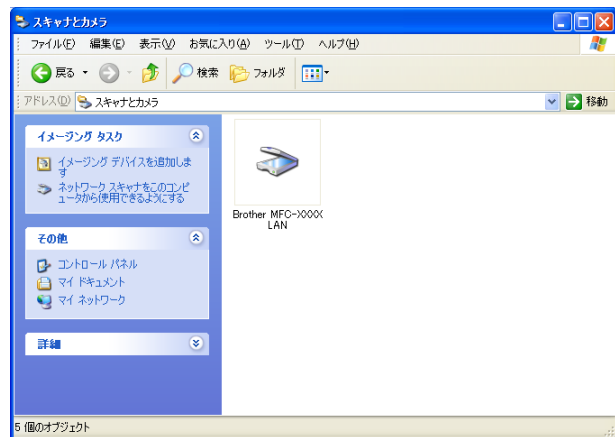 スキャナとカメラ
ファイル(F) 編集(E) 表示(V) お気に入り(A) ツール(T) ヘルプ(H)
戻る 検索 フォルダ
アドレス(D) スキャナとカメラ 移動
イメージング タスク
イメージング デバイスを追加しま
す
ネットワーク スキャナをこのコンピ
ュータから使用できるようにする
その他
コントロール パネル
マイ ドキュメント
マイ ネットワーク
詳細
Brother MFC-XXXX
LAN
5 個のオブジェクト